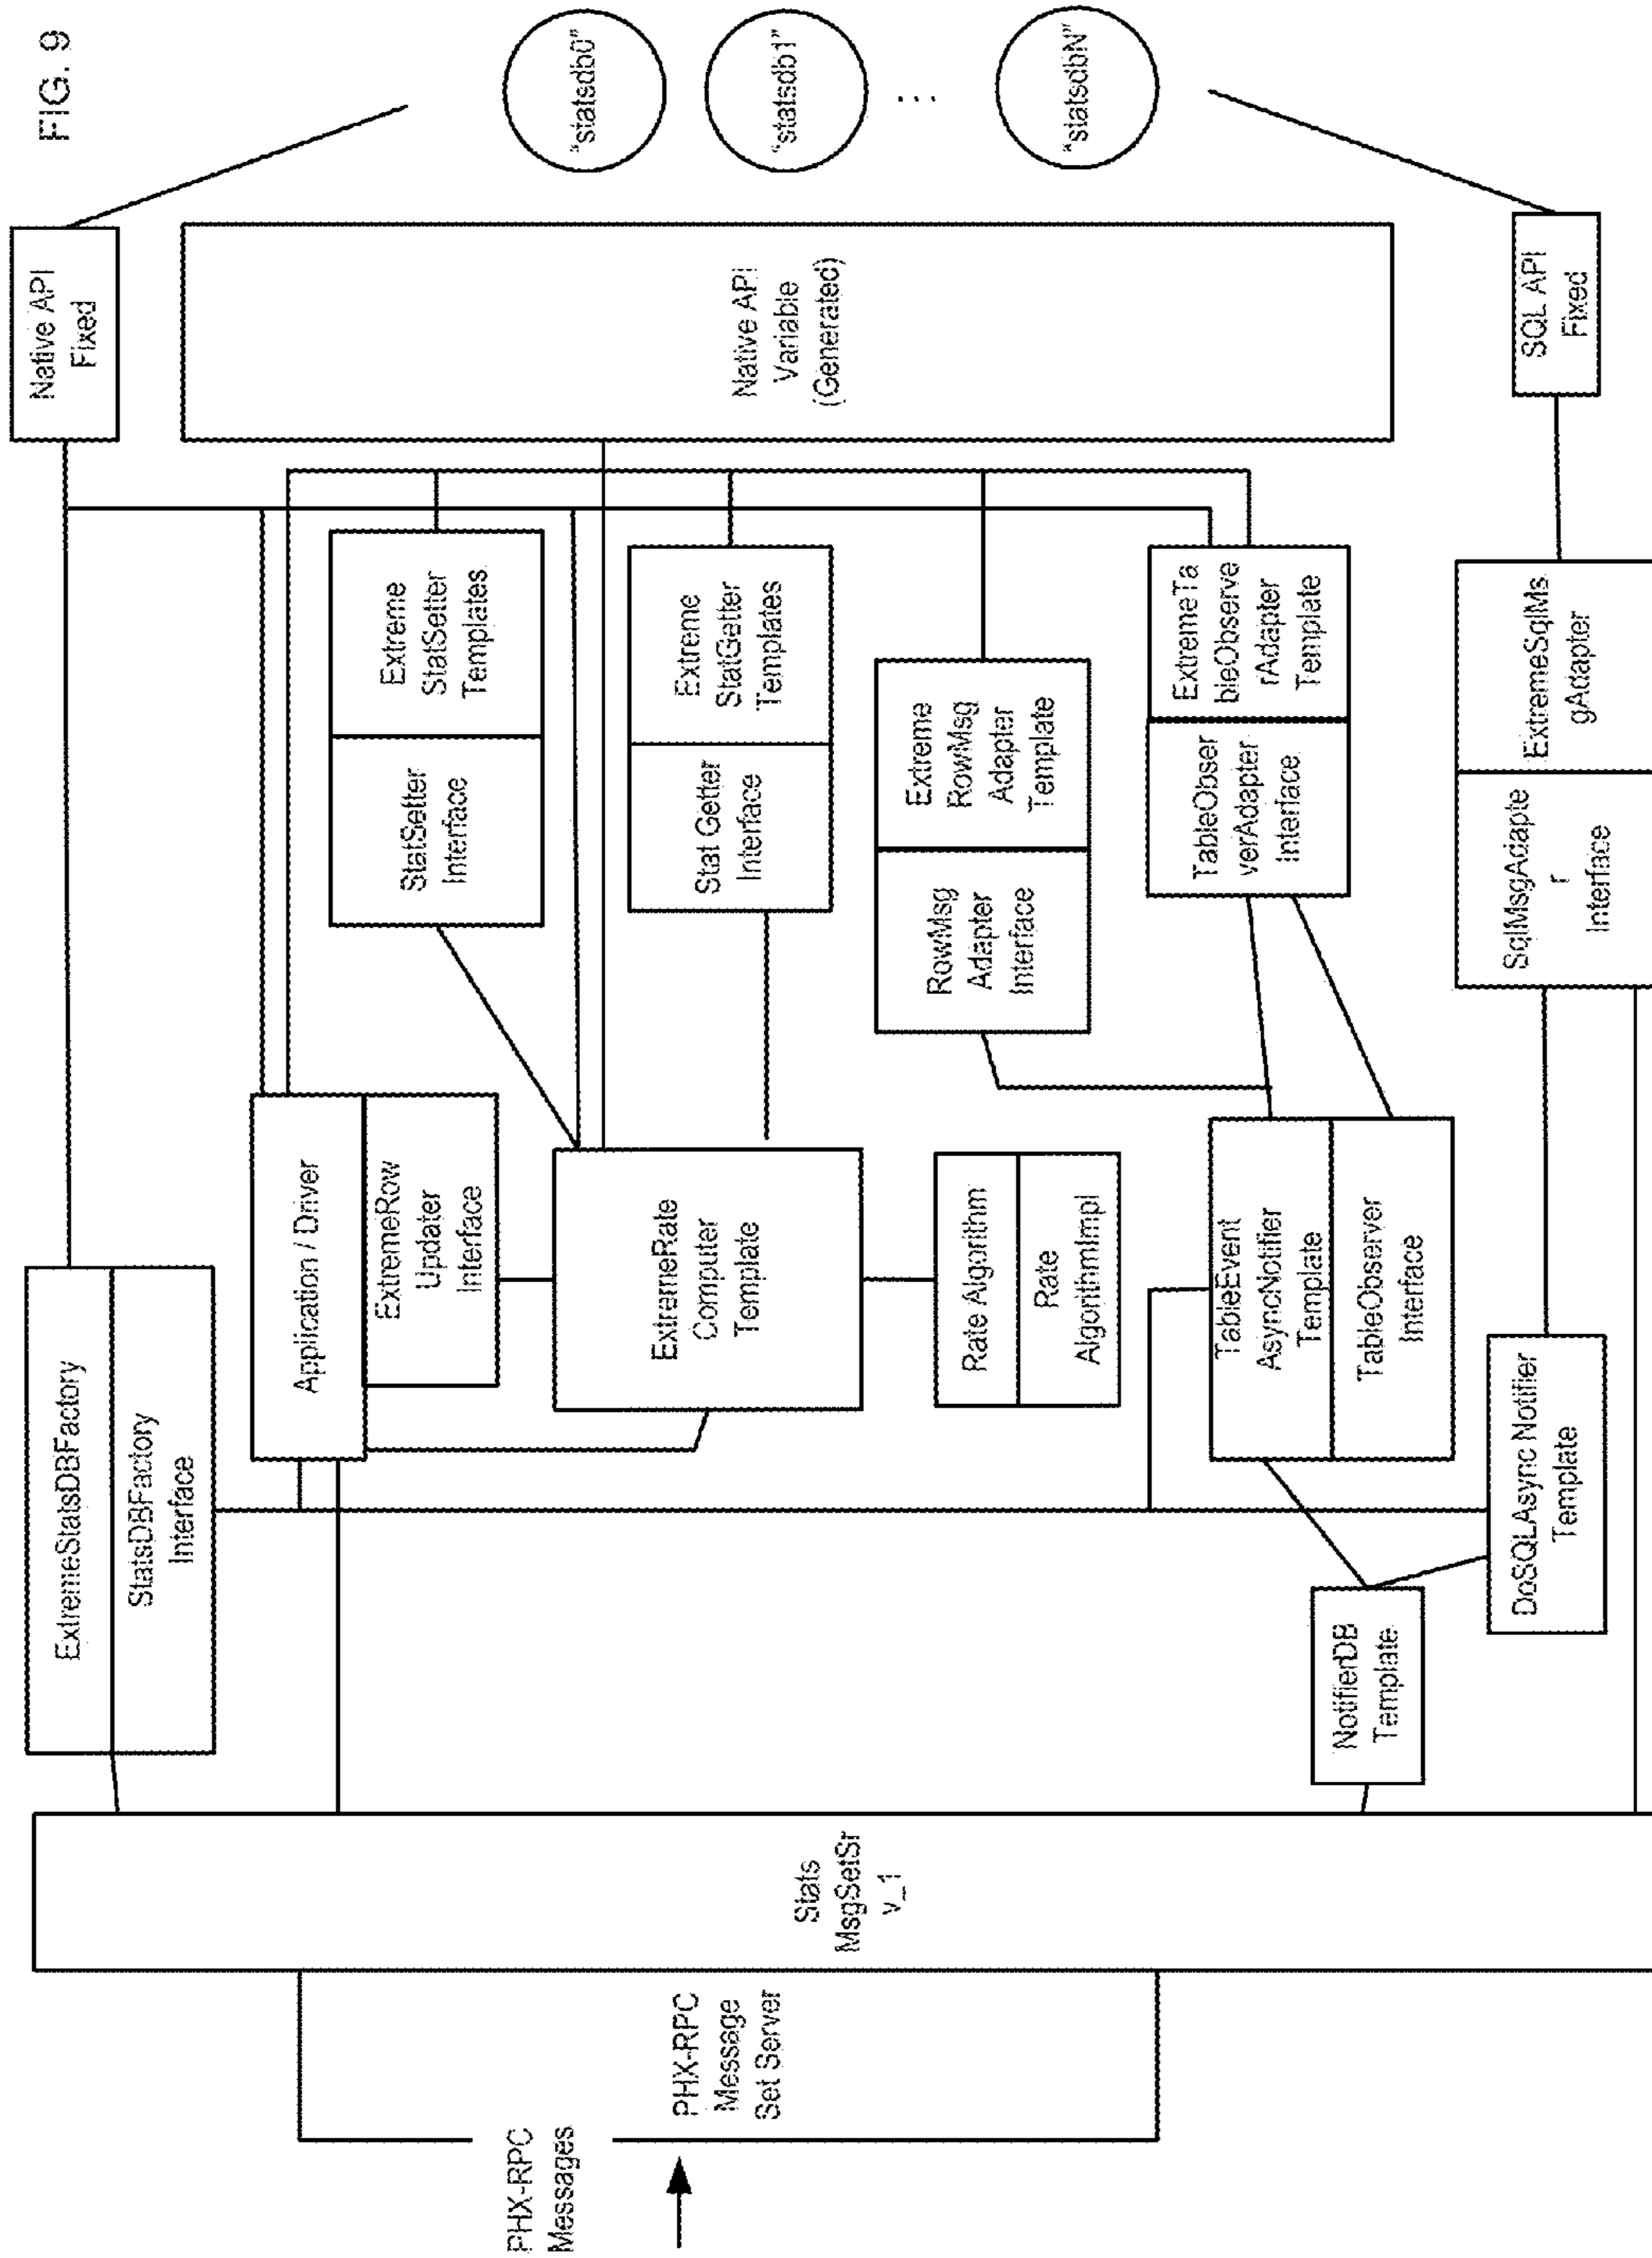 FIG. 9
PHX-RPC
Messages
PHX-RPC
Message
Set Server
Stats
MsgSetSr
v_1
ExtremeStatsDBFactory
StatsDBFactory
Interface
Application / Driver
ExtremeRow
Updater
Interface
ExtremeRate
Computer
Template
Rate Algorithm
Rate
AlgorithmImpl
TableEvent
AsyncNotifier
Template
TableObserver
Interface
NotifierDB
Template
DoSQLAsync Notifier
Template
StatSetter
Interface
Extreme
StatSetter
Templates
Stat Getter
Interface
Extreme
StatGetter
Templates
RowMsg
Adapter
Interface
Extreme
RowMsg
Adapter
Template
TableObser
verAdapter
Interface
ExtremeTa
bleObserve
rAdapter
Template
SqlMsgAdapte
r
Interface
ExtremeSqlMs
gAdapter
Native API
Fixed
Native API
Variable
(Generated)
SQL API
Fixed
"statsdb0"
"statsdb1"
...
"statsdbN"